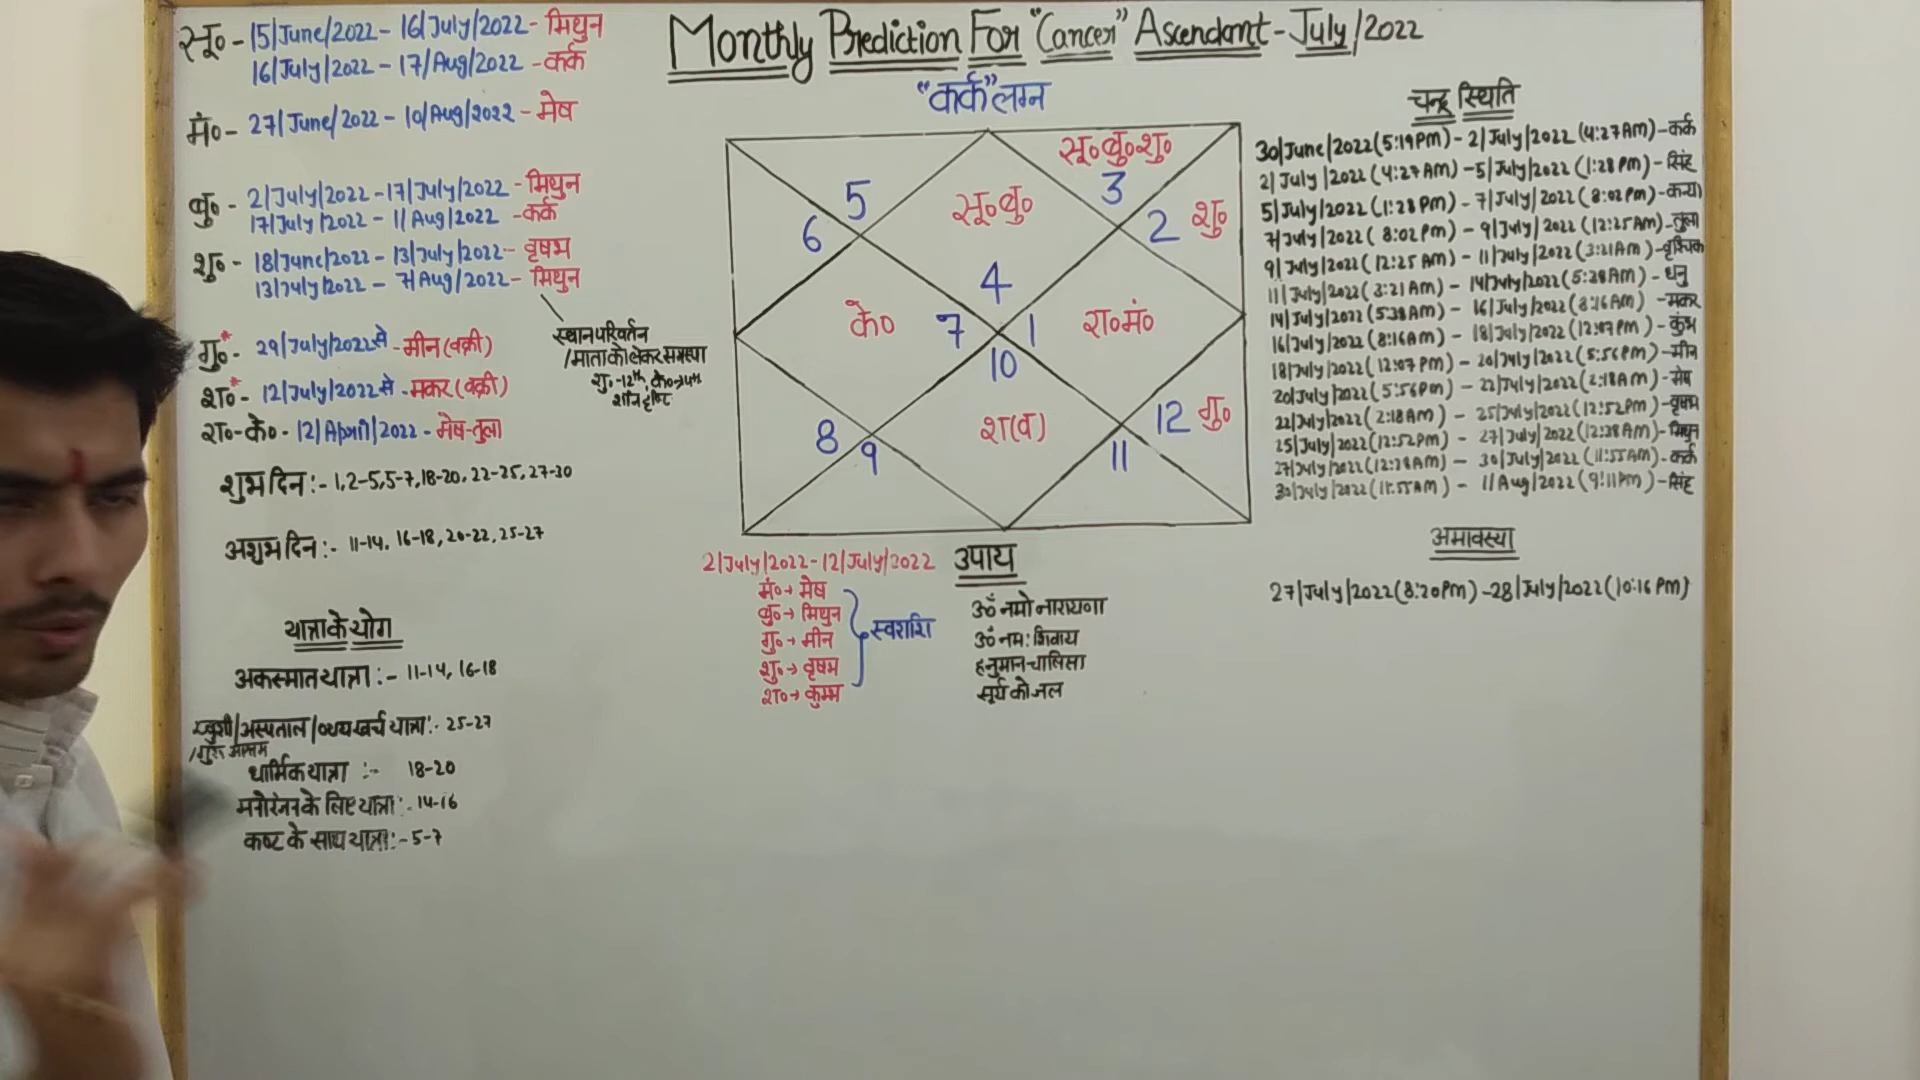 Monthly Prediction For "Cancer" Ascendant - July/2022
"कर्क" लग्न
सू० - 15/June/2022 - 16/July/2022 - मिथुन
16/July/2022 - 17/Aug/2022 - कर्क
मं० - 27/June/2022 - 10/Aug/2022 - मेष
बु० - 2/July/2022 - 17/July/2022 - मिथुन
17/July/2022 - 1/Aug/2022 - कर्क
शु० - 18/June/2022 - 13/July/2022 - वृषभ
13/July/2022 - 7/Aug/2022 - मिथुन
स्थान परिवर्तन
/माता को लेकर समस्या
शु० - 12th, के० → 4th
शनि दृष्टि
गु०* - 29/July/2022 से - मीन (वक्री)
श०* - 12/July/2022 से - मकर (वक्री)
रा० - के० - 12/April/2022 - मेष - तुला
शुभ दिन :- 1, 2-5, 5-7, 18-20, 22-25, 27-30
अशुभ दिन :- 11-14, 16-18, 20-22, 25-27
यात्रा के योग
अकस्मात यात्रा :- 11-14, 16-18
/अस्पताल/व्यय खर्च यात्रा :- 25-27
/गुरु आश्रम
धार्मिक यात्रा :- 18-20
मनोरंजन के लिए यात्रा :- 14-16
कष्ट के साथ यात्रा :- 5-7
सू० बु० शु०
5
सू० बु०
3
6
2 शु०
4
के० 7
1 रा० मं०
10
8
9
श (व)
11
12 गु०
2/July/2022 - 12/July/2022
मं० → मेष
बु० → मिथुन
गु० → मीन
शु० → वृषभ
श० → कुम्भ
स्वराशि
उपाय
ॐ नमो नारायणा
ॐ नम: शिवाय
हनुमान चालिसा
सूर्य को जल
चन्द्र स्थिति
30/June/2022 (5:19 PM) - 2/July/2022 (4:27 AM) - कर्क
2/July/2022 (4:27 AM) - 5/July/2022 (1:28 PM) - सिंह
5/July/2022 (1:28 PM) - 7/July/2022 (8:02 PM) - कन्या
7/July/2022 (8:02 PM) - 9/July/2022 (12:25 AM) - तुला
9/July/2022 (12:25 AM) - 11/July/2022 (3:21 AM) - वृश्चिक
11/July/2022 (3:21 AM) - 14/July/2022 (5:38 AM) - धनु
14/July/2022 (5:38 AM) - 16/July/2022 (8:16 AM) - मकर
16/July/2022 (8:16 AM) - 18/July/2022 (12:07 PM) - कुंभ
18/July/2022 (12:07 PM) - 20/July/2022 (5:56 PM) - मीन
20/July/2022 (5:56 PM) - 22/July/2022 (2:18 AM) - मेष
22/July/2022 (2:18 AM) - 25/July/2022 (12:52 PM) - वृषभ
25/July/2022 (12:52 PM) - 27/July/2022 (12:38 AM) - मिथुन
27/July/2022 (12:38 AM) - 30/July/2022 (11:55 AM) - कर्क
30/July/2022 (11:55 AM) - 1/Aug/2022 (9:11 PM) - सिंह
अमावस्या
27/July/2022 (8:20 PM) - 28/July/2022 (10:16 PM)